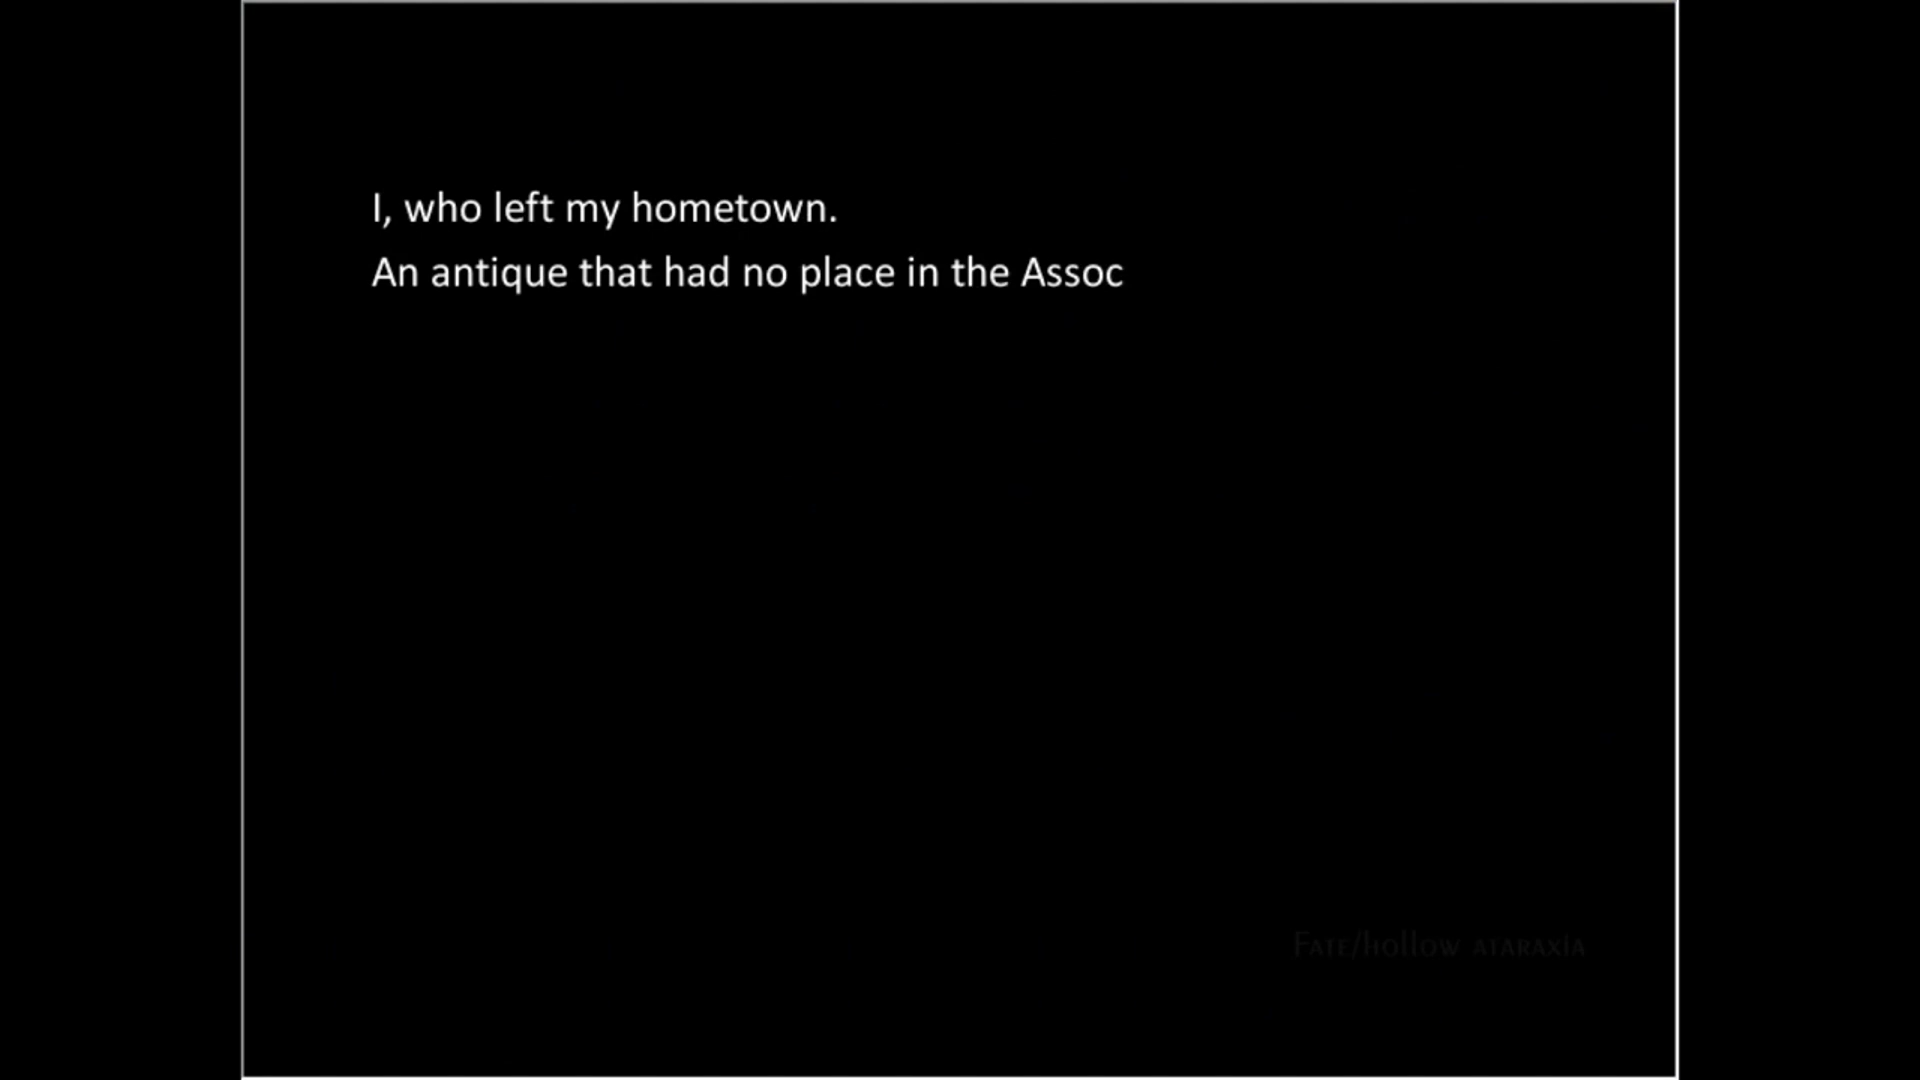 I, who left my hometown.
An antique that had no place in the Assoc
Fate/hollow ataraxia